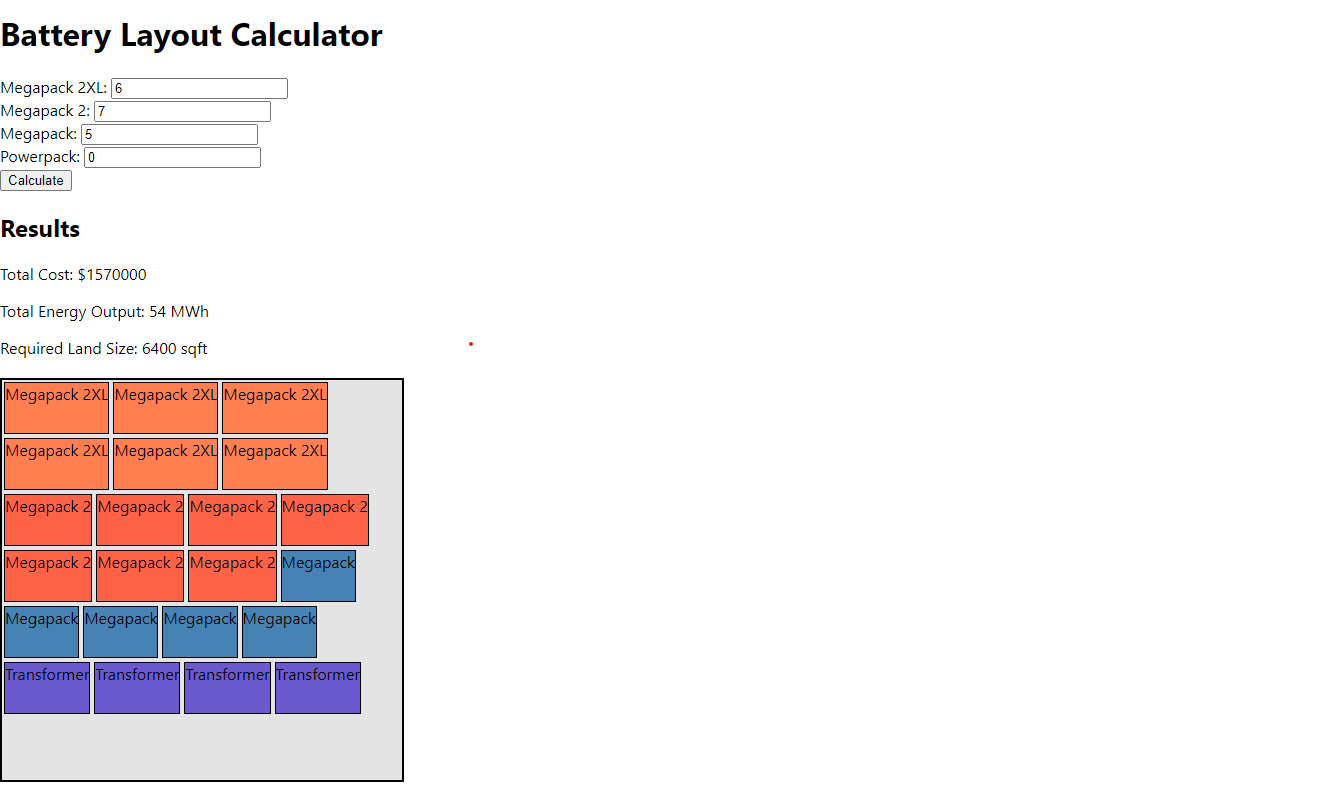 Battery Layout Calculator
Megapack 2XL: 6
Megapack 2: 7
Megapack: 5
Powerpack: 0
Calculate
Results
Total Cost: $1570000
Total Energy Output: 54 MWh
Required Land Size: 6400 sqft
Megapack 2XL Megapack 2XL Megapack 2XL
Megapack 2XL Megapack 2XL Megapack 2XL
Megapack 2 Megapack 2 Megapack 2 Megapack 2
Megapack 2 Megapack 2 Megapack 2 Megapack
Megapack Megapack Megapack Megapack
Transformer Transformer Transformer Transformer